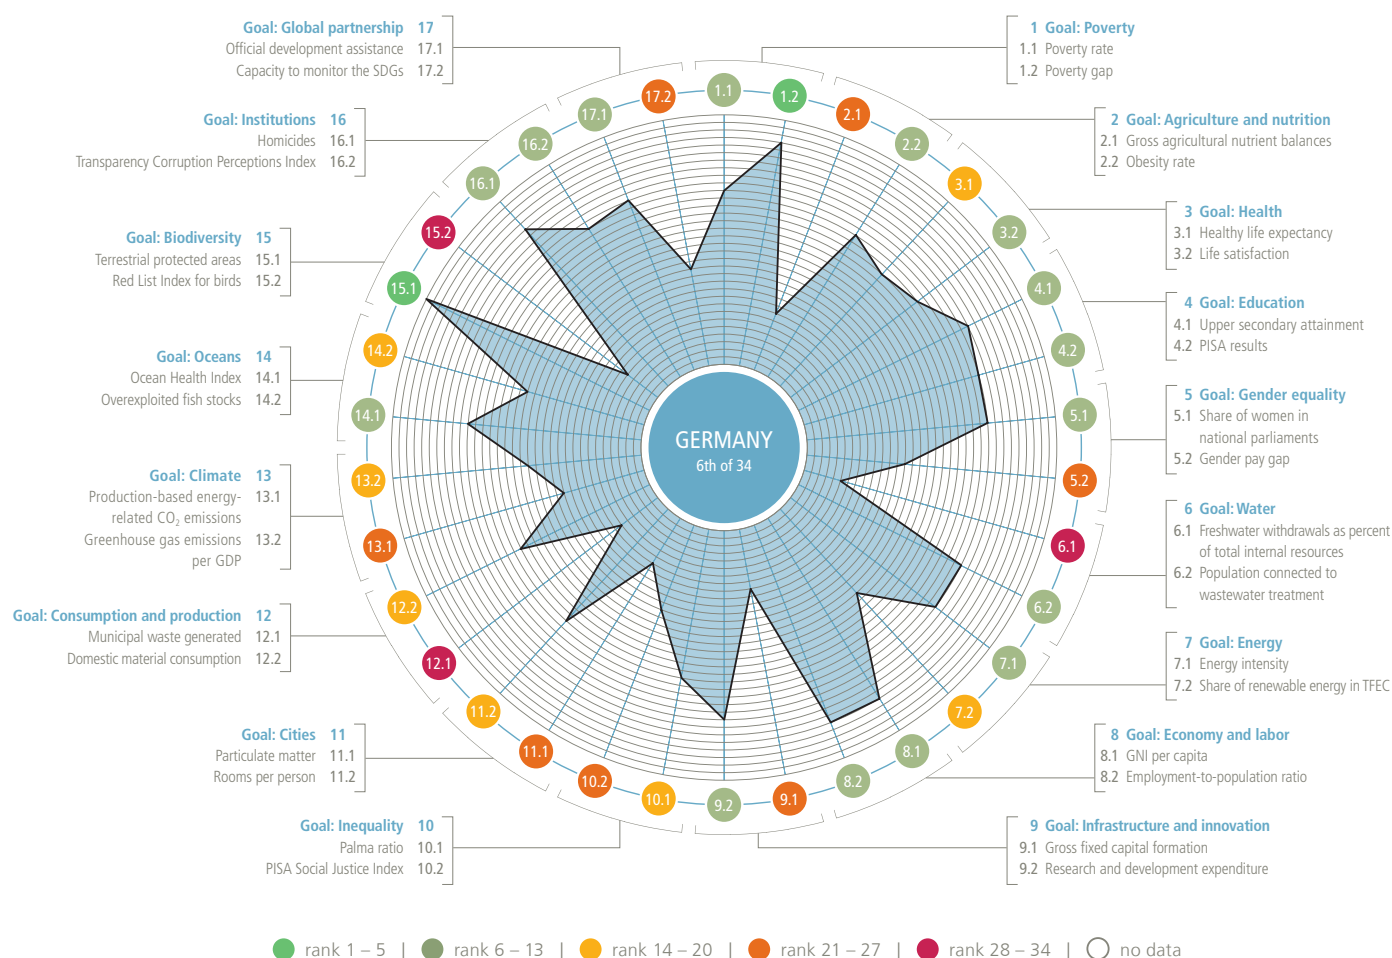 Goal: Global partnership 17
Official development assistance 17.1
Capacity to monitor the SDGs 17.2
Goal: Institutions 16
Homicides 16.1
Transparency Corruption Perceptions Index 16.2
Goal: Biodiversity 15
Terrestrial protected areas 15.1
Red List Index for birds 15.2
Goal: Oceans 14
Ocean Health Index 14.1
Overexploited fish stocks 14.2
Goal: Climate 13
Production-based energy- 13.1
related CO₂ emissions
Greenhouse gas emissions 13.2
per GDP
Goal: Consumption and production 12
Municipal waste generated 12.1
Domestic material consumption 12.2
Goal: Cities 11
Particulate matter 11.1
Rooms per person 11.2
Goal: Inequality 10
Palma ratio 10.1
PISA Social Justice Index 10.2
1 Goal: Poverty
1.1 Poverty rate
1.2 Poverty gap
2 Goal: Agriculture and nutrition
2.1 Gross agricultural nutrient balances
2.2 Obesity rate
3 Goal: Health
3.1 Healthy life expectancy
3.2 Life satisfaction
4 Goal: Education
4.1 Upper secondary attainment
4.2 PISA results
5 Goal: Gender equality
5.1 Share of women in
national parliaments
5.2 Gender pay gap
6 Goal: Water
6.1 Freshwater withdrawals as percent
of total internal resources
6.2 Population connected to
wastewater treatment
7 Goal: Energy
7.1 Energy intensity
7.2 Share of renewable energy in TFEC
8 Goal: Economy and labor
8.1 GNI per capita
8.2 Employment-to-population ratio
9 Goal: Infrastructure and innovation
9.1 Gross fixed capital formation
9.2 Research and development expenditure
1.1
1.2
2.1
2.2
3.1
3.2
4.1
4.2
5.1
5.2
6.1
6.2
7.1
7.2
8.1
8.2
9.1
9.2
10.1
10.2
11.1
11.2
12.1
12.2
13.1
13.2
14.1
14.2
15.1
15.2
16.1
16.2
17.1
17.2
GERMANY
6th of 34
rank 1 – 5 | rank 6 – 13 | rank 14 – 20 | rank 21 – 27 | rank 28 – 34 | no data